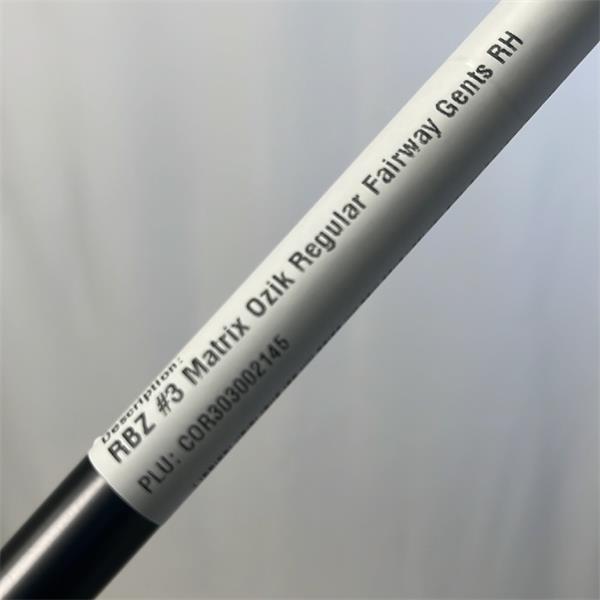 Description:
RBZ #3 Matrix Ozik Regular Fairway Gents RH
PLU: COR303002145